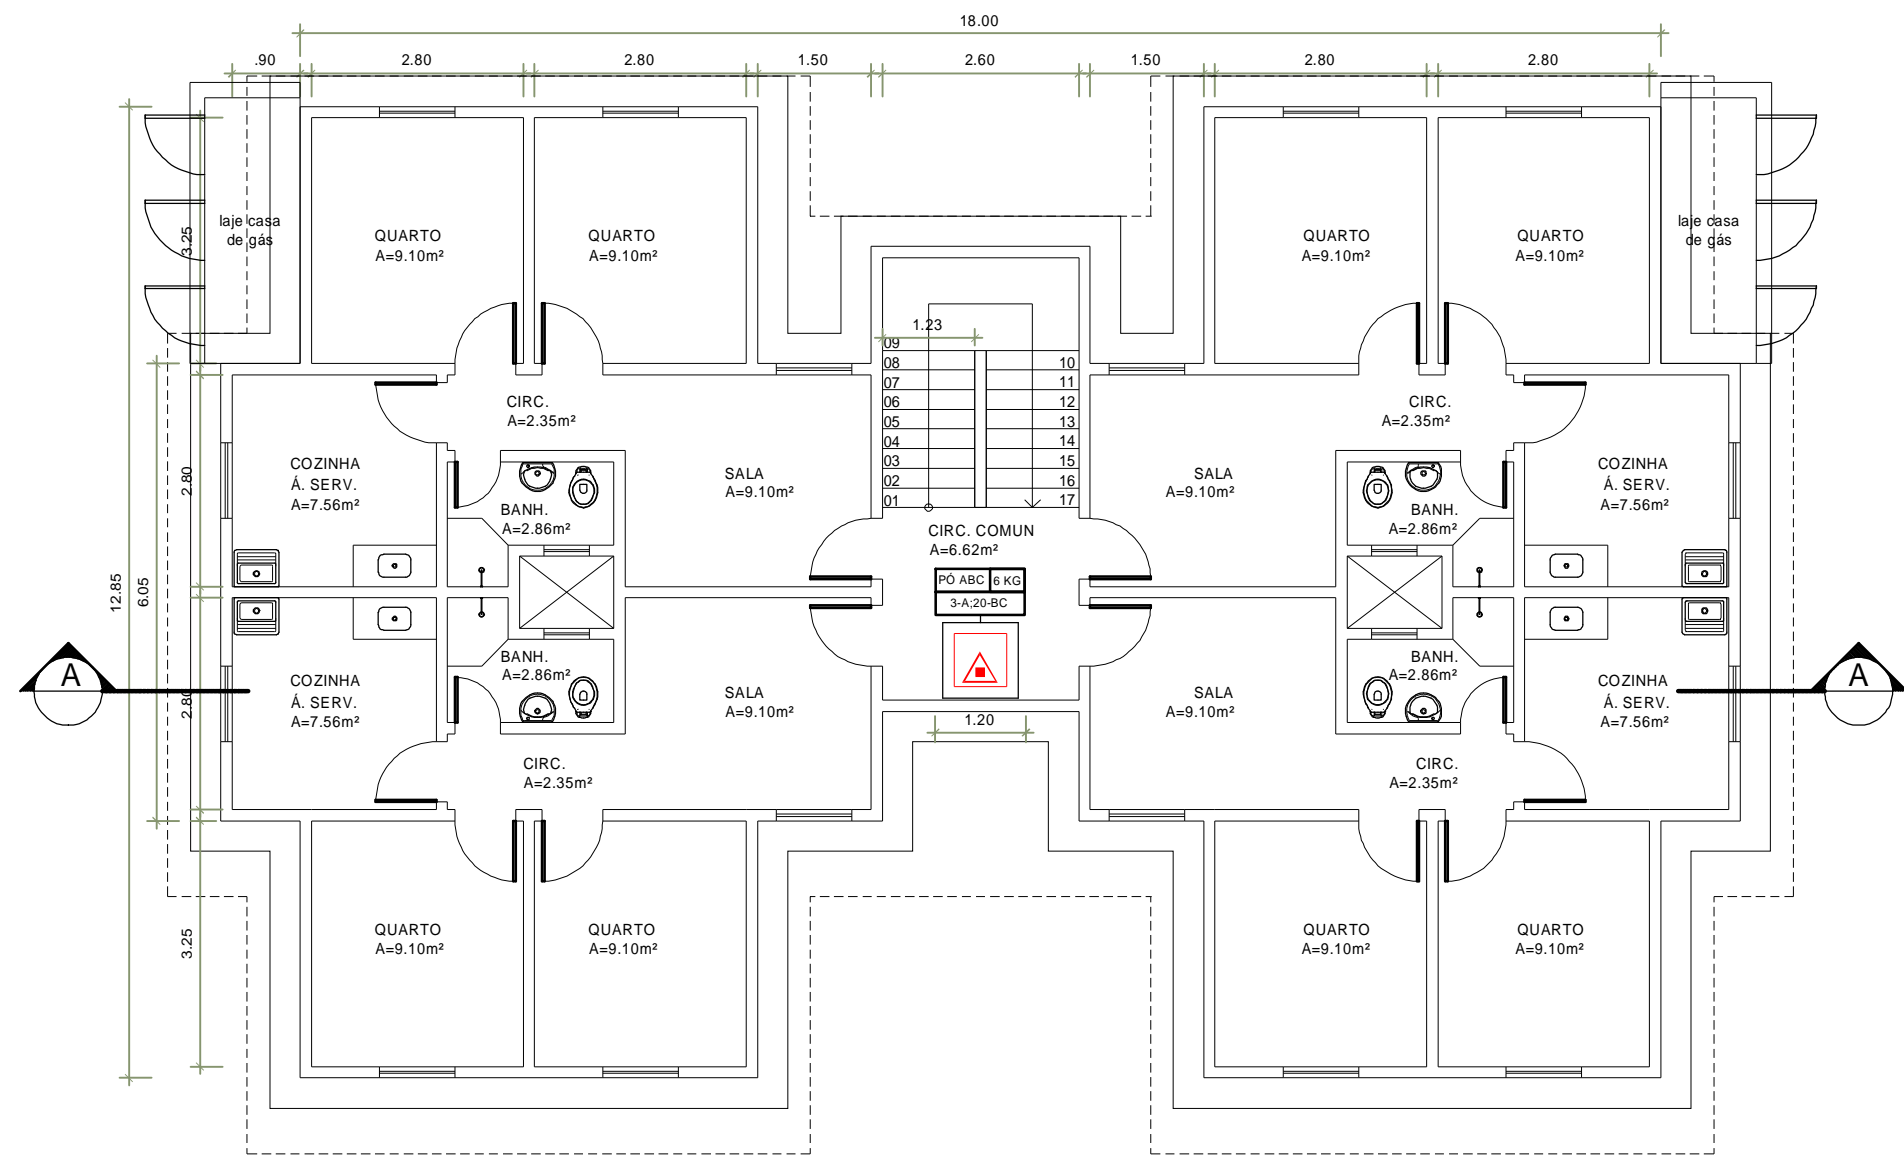 18.00
.90 2.80 2.80 1.50 2.60 1.50 2.80 2.80
laje casa
de gás
3.25
QUARTO
A=9.10m²
QUARTO
A=9.10m²
QUARTO
A=9.10m²
QUARTO
A=9.10m²
laje casa
de gás
1.23
09
08
07
06
05
04
03
02
01
10
11
12
13
14
15
16
17
CIRC.
A=2.35m²
CIRC.
A=2.35m²
2.80
COZINHA
Á. SERV.
A=7.56m²
BANH.
A=2.86m²
SALA
A=9.10m²
CIRC. COMUN
A=6.62m²
SALA
A=9.10m²
BANH.
A=2.86m²
COZINHA
Á. SERV.
A=7.56m²
12.85
6.05
PÓ ABC 6 KG
3-A;20-BC
A
2.80
COZINHA
Á. SERV.
A=7.56m²
BANH.
A=2.86m²
SALA
A=9.10m²
SALA
A=9.10m²
BANH.
A=2.86m²
COZINHA
Á. SERV.
A=7.56m²
A
1.20
CIRC.
A=2.35m²
CIRC.
A=2.35m²
3.25
QUARTO
A=9.10m²
QUARTO
A=9.10m²
QUARTO
A=9.10m²
QUARTO
A=9.10m²